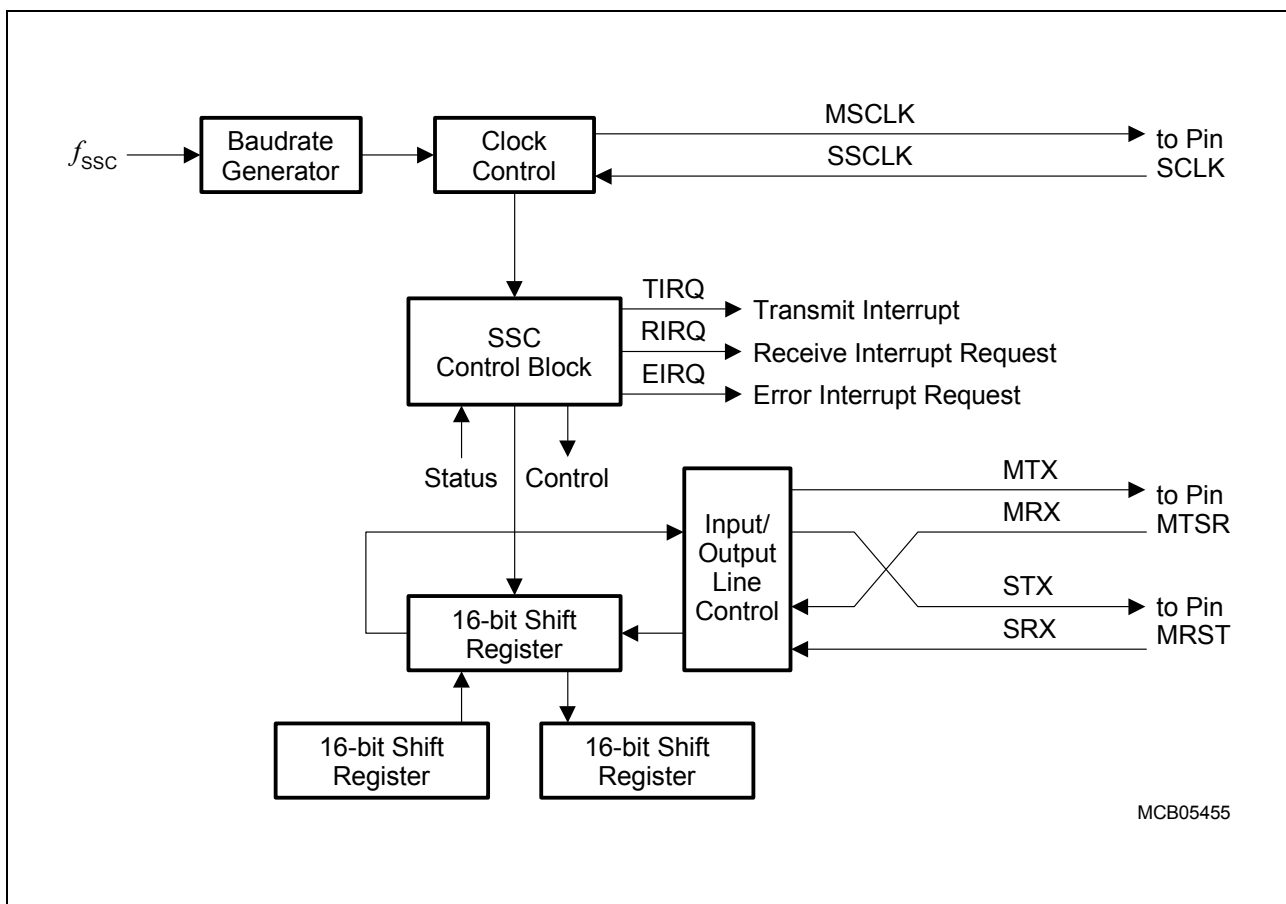 f_SSC
Baudrate
Generator
Clock
Control
MSCLK
SSCLK
to Pin
SCLK
SSC
Control Block
TIRQ
Transmit Interrupt
RIRQ
Receive Interrupt Request
EIRQ
Error Interrupt Request
Status
Control
Input/
Output
Line
Control
MTX
MRX
to Pin
MTSR
STX
SRX
to Pin
MRST
16-bit Shift
Register
16-bit Shift
Register
16-bit Shift
Register
MCB05455